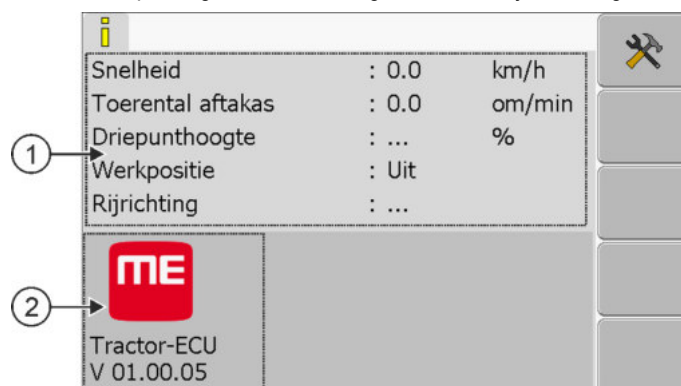 Snelheid : 0.0 km/h
Toerental aftakas : 0.0 om/min
Driepunthoogte : ... %
1
Werkpositie : Uit
Rijrichting : ...
ME
2
Tractor-ECU
V 01.00.05